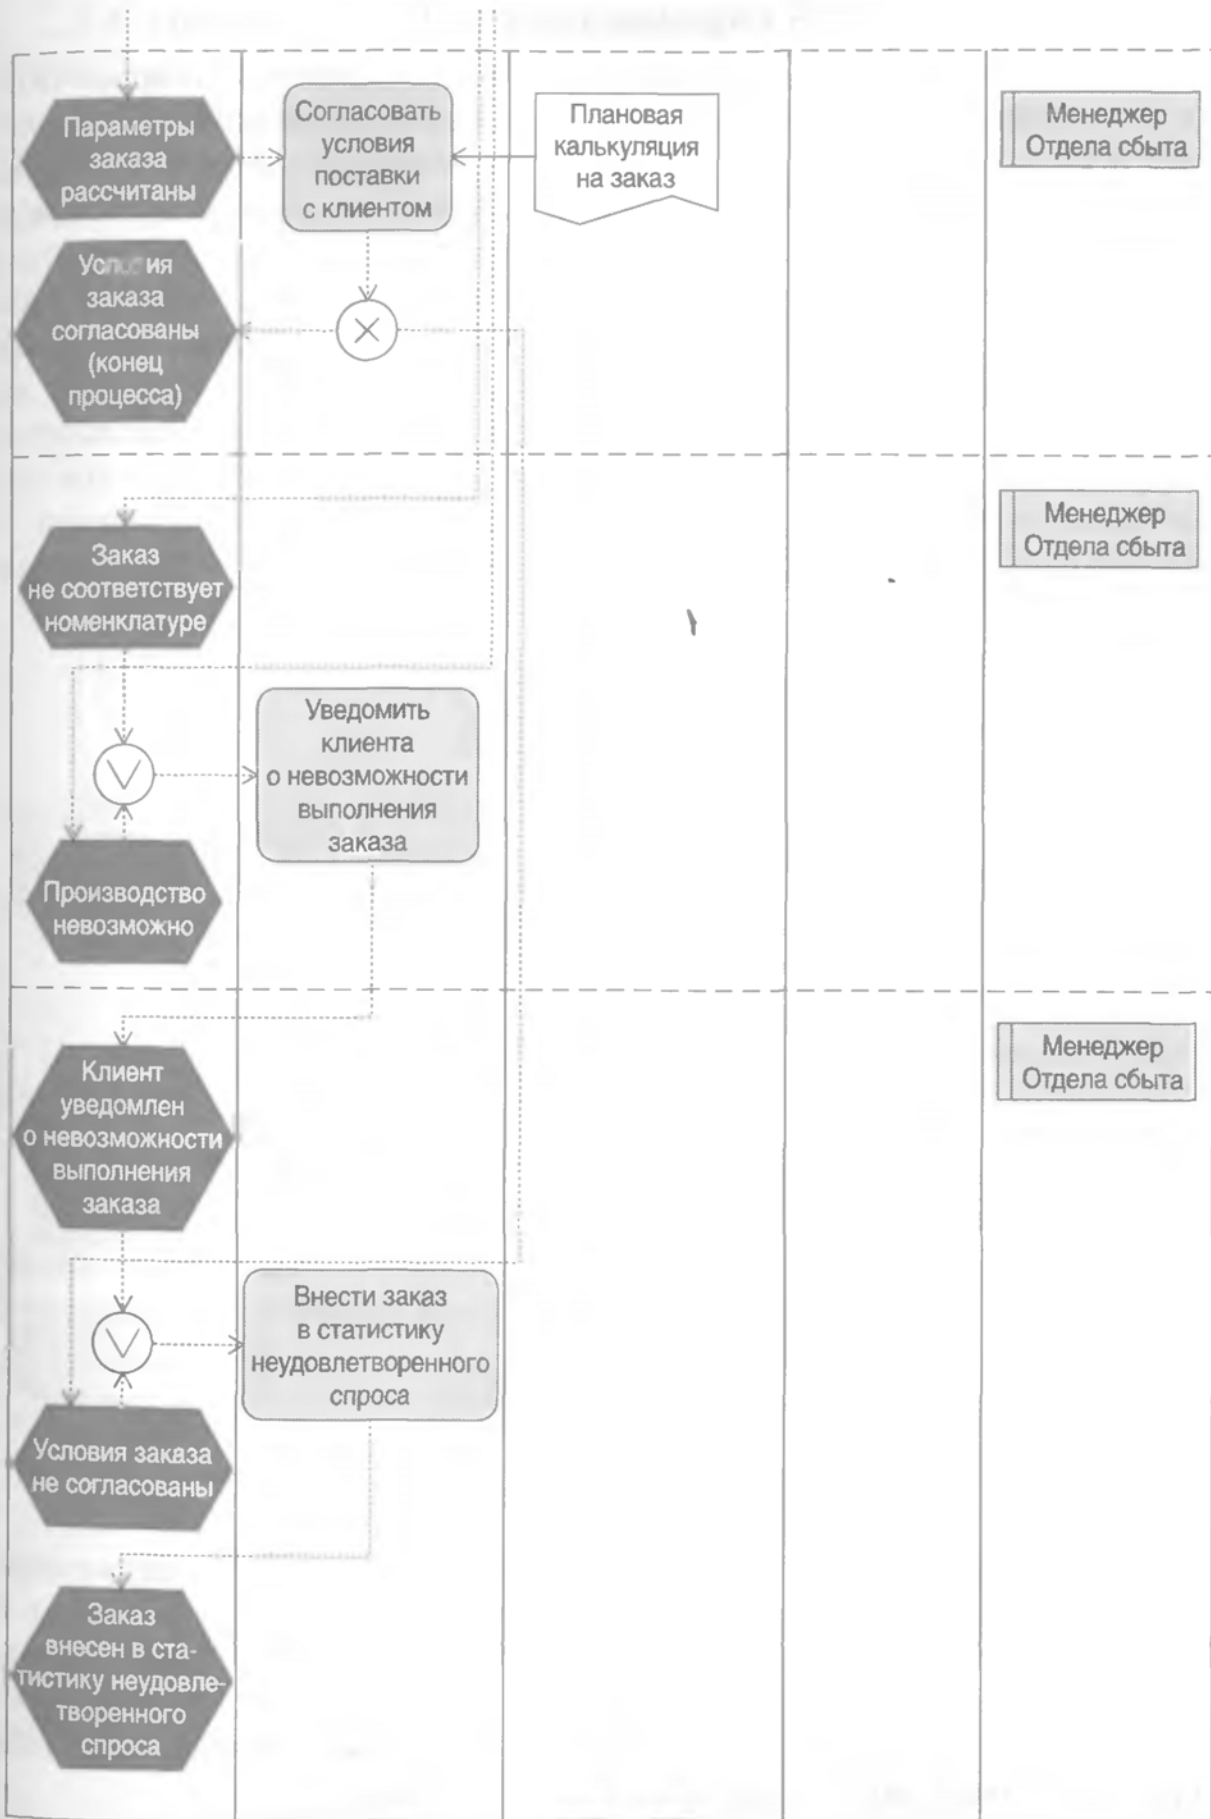 Параметры
заказа
рассчитаны
Согласовать
условия
поставки
с клиентом
Плановая
калькуляция
на заказ
Менеджер
Отдела сбыта
Условия
заказа
согласованы
(конец
процесса)
Заказ
не соответствует
номенклатуре
Менеджер
Отдела сбыта
Уведомить
клиента
о невозможности
выполнения
заказа
Производство
невозможно
Клиент
уведомлен
о невозможности
выполнения
заказа
Менеджер
Отдела сбыта
Внести заказ
в статистику
неудовлетворенного
спроса
Условия заказа
не согласованы
Заказ
внесен в ста-
тистику неудовле-
творенного
спроса